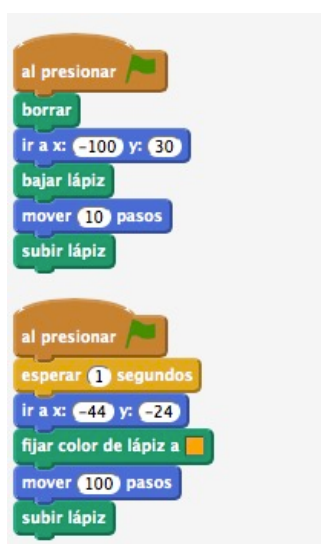 al presionar
borrar
ir a x: -100 y: 30
bajar lápiz
mover 10 pasos
subir lápiz
al presionar
esperar 1 segundos
ir a x: -44 y: -24
fijar color de lápiz a
mover 100 pasos
subir lápiz